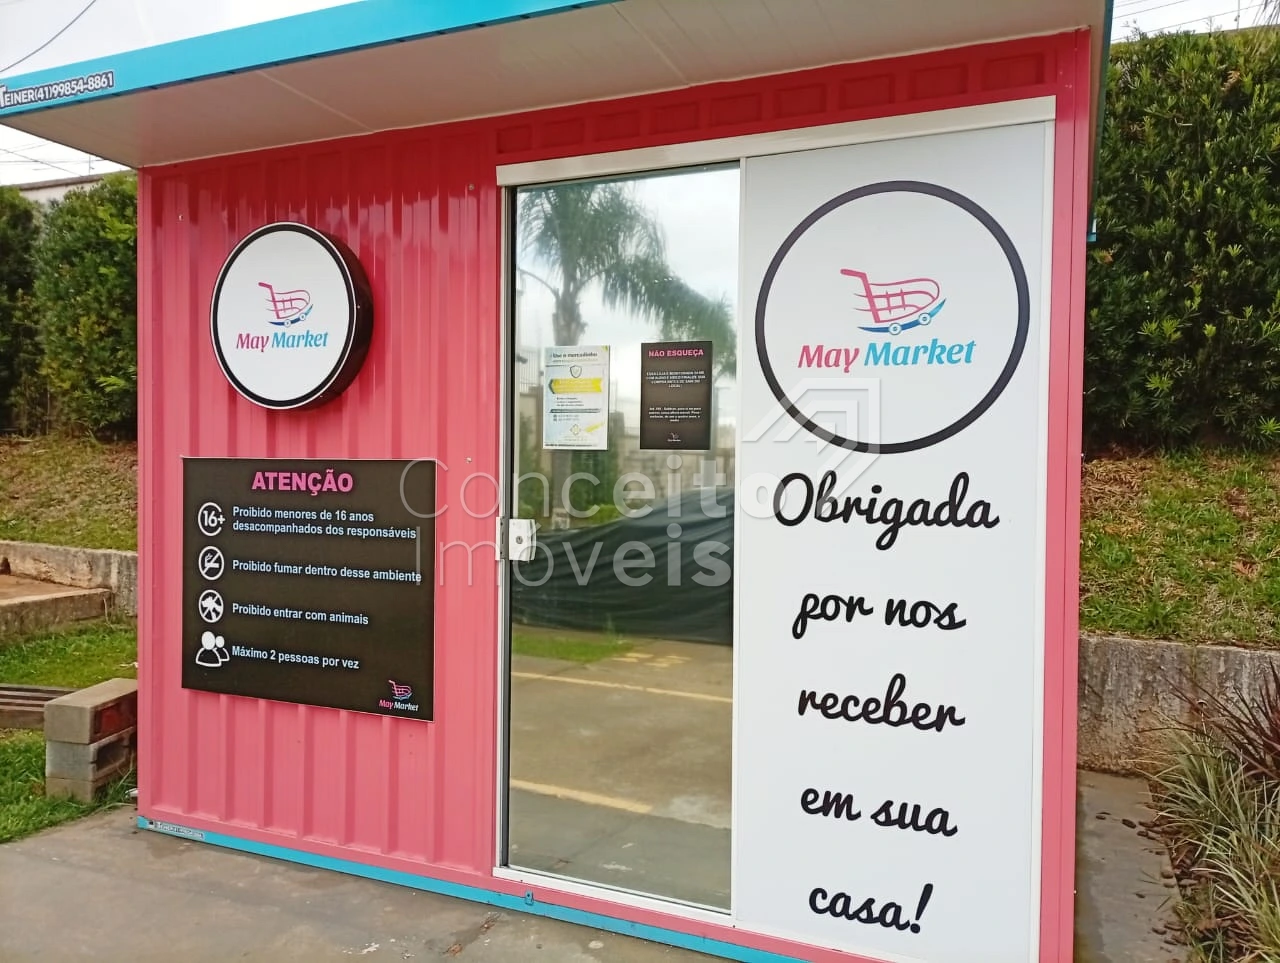 TEINER(41)99854-8861
May Market
ATENÇÃO
16+
Proibido menores de 16 anos
desacompanhados dos responsáveis
Proibido fumar dentro desse ambiente
Proibido entrar com animais
Máximo 2 pessoas por vez
May Market
NÃO ESQUEÇA
May Market
Obrigada
por nos
receber
em sua
casa!
Conceito
Imóveis